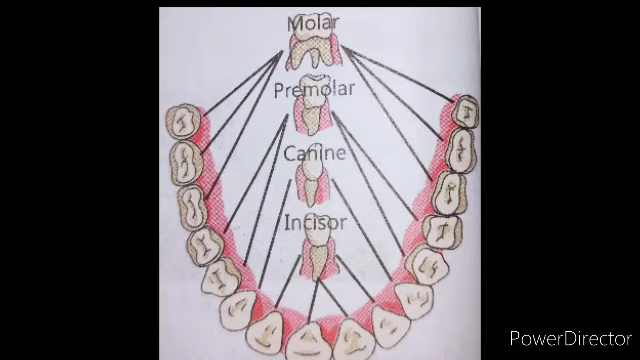 Molar
Premolar
Canine
Incisor
PowerDirector